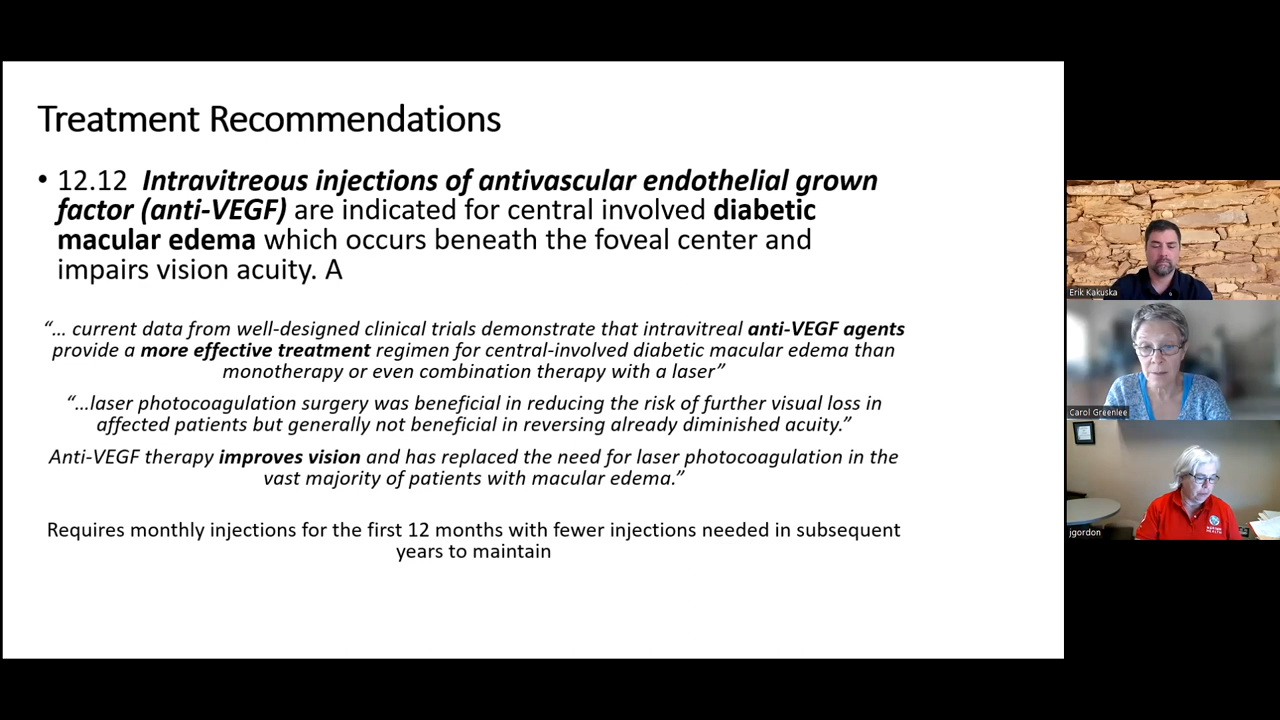 Treatment Recommendations
• 12.12 Intravitreous injections of antivascular endothelial grown
factor (anti-VEGF) are indicated for central involved diabetic
macular edema which occurs beneath the foveal center and
impairs vision acuity. A
“… current data from well-designed clinical trials demonstrate that intravitreal anti-VEGF agents
provide a more effective treatment regimen for central-involved diabetic macular edema than
monotherapy or even combination therapy with a laser”
“…laser photocoagulation surgery was beneficial in reducing the risk of further visual loss in
affected patients but generally not beneficial in reversing already diminished acuity.”
Anti-VEGF therapy improves vision and has replaced the need for laser photocoagulation in the
vast majority of patients with macular edema.”
Requires monthly injections for the first 12 months with fewer injections needed in subsequent
years to maintain
Erik Kakuska
Carol Greenlee
jgordon